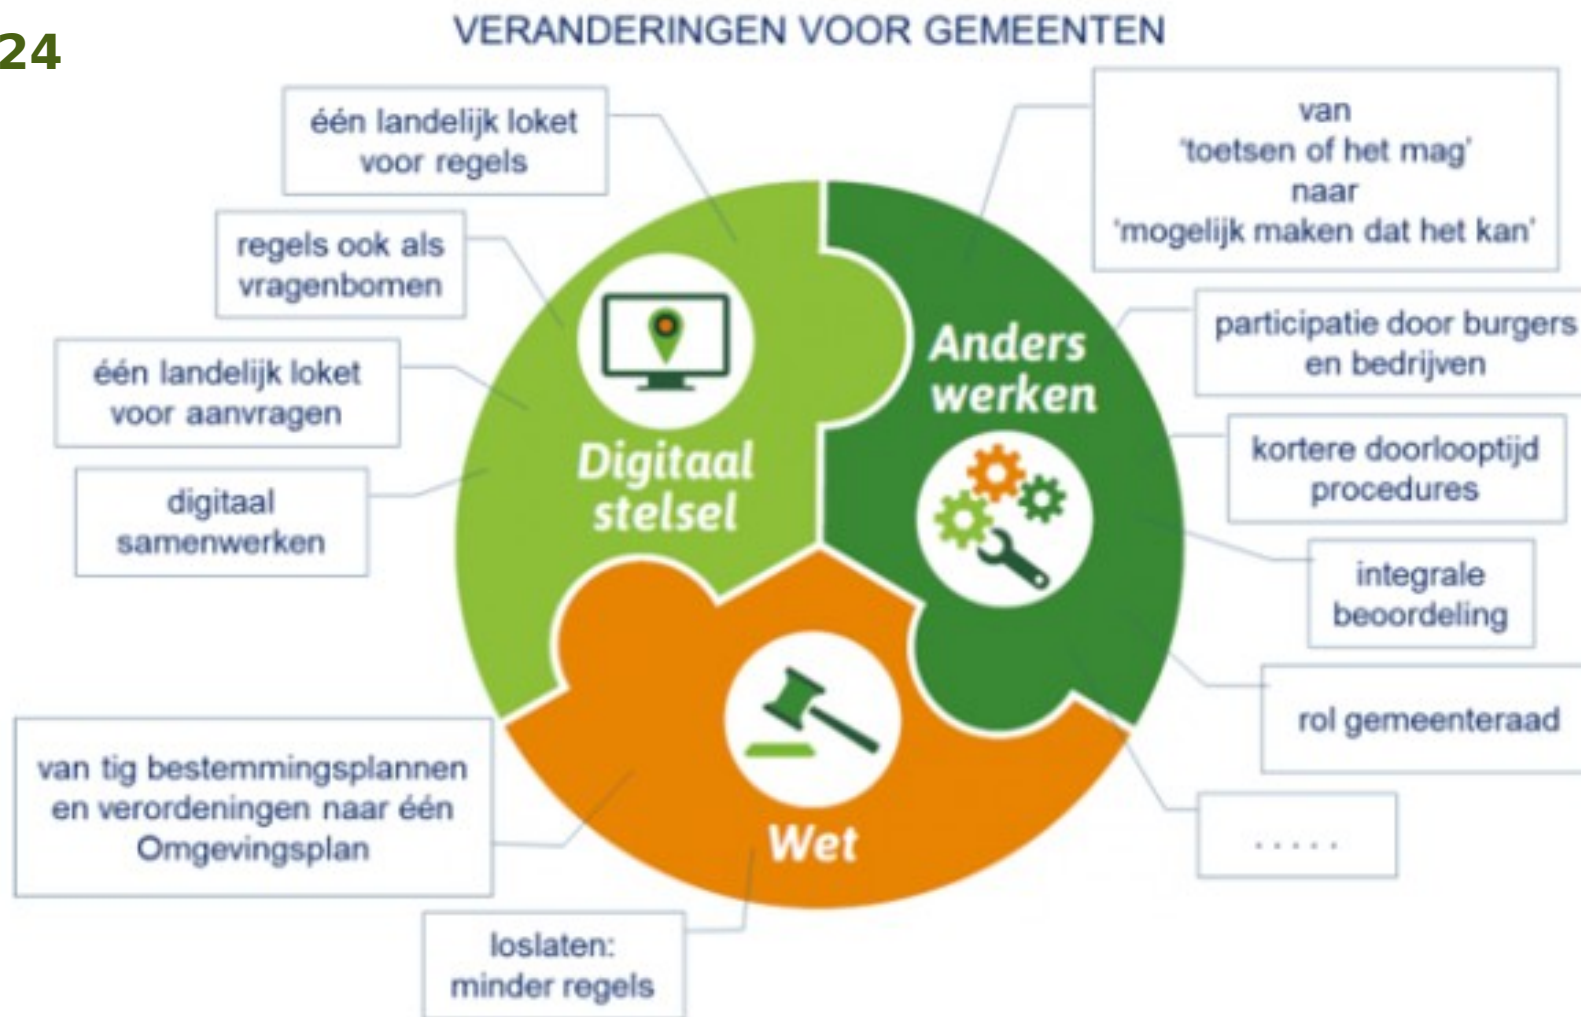 VERANDERINGEN VOOR GEMEENTEN
24
één landelijk loket
voor regels
regels ook als
vragenbomen
één landelijk loket
voor aanvragen
digitaal
samenwerken
van
‘toetsen of het mag’
naar
‘mogelijk maken dat het kan’
participatie door burgers
en bedrijven
kortere doorlooptijd
procedures
integrale
beoordeling
rol gemeenteraad
. . . . .
Digitaal
stelsel
Anders
werken
Wet
van tig bestemmingsplannen
en verordeningen naar één
Omgevingsplan
loslaten:
minder regels